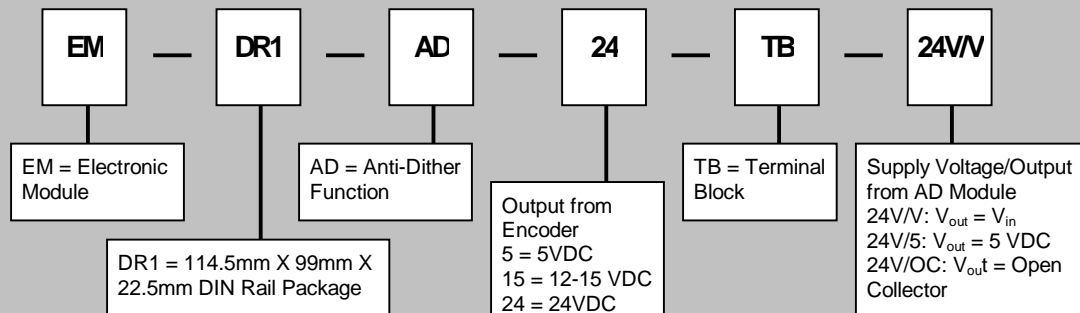 EM — DR1 — AD — 24 — TB — 24V/V
EM = Electronic
Module
DR1 = 114.5mm X 99mm X
22.5mm DIN Rail Package
AD = Anti-Dither
Function
Output from
Encoder
5 = 5VDC
15 = 12-15 VDC
24 = 24VDC
TB = Terminal
Block
Supply Voltage/Output
from AD Module
24V/V: Vout = Vin
24V/5: Vout = 5 VDC
24V/OC: Vout = Open
Collector